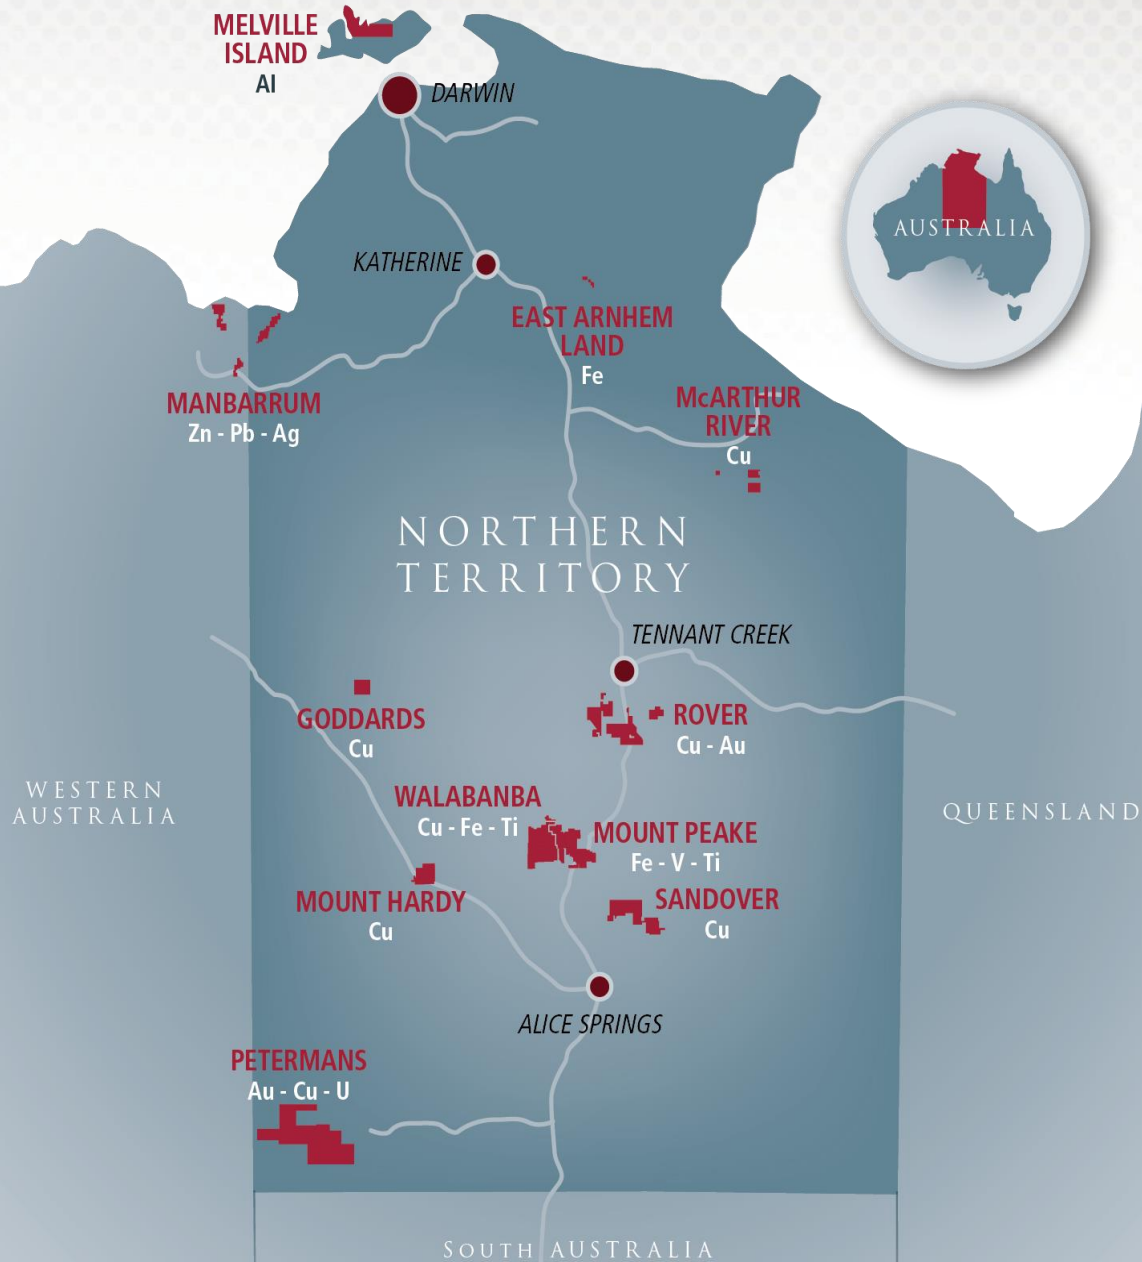 MELVILLE
ISLAND
Al
DARWIN
AUSTRALIA
KATHERINE
EAST ARNHEM
LAND
Fe
McARTHUR
RIVER
Cu
MANBARRUM
Zn - Pb - Ag
NORTHERN
TERRITORY
TENNANT CREEK
GODDARDS
Cu
ROVER
Cu - Au
WESTERN
AUSTRALIA
WALABANBA
Cu - Fe - Ti
QUEENSLAND
MOUNT PEAKE
Fe - V - Ti
MOUNT HARDY
Cu
SANDOVER
Cu
ALICE SPRINGS
PETERMANS
Au - Cu - U
SOUTH AUSTRALIA